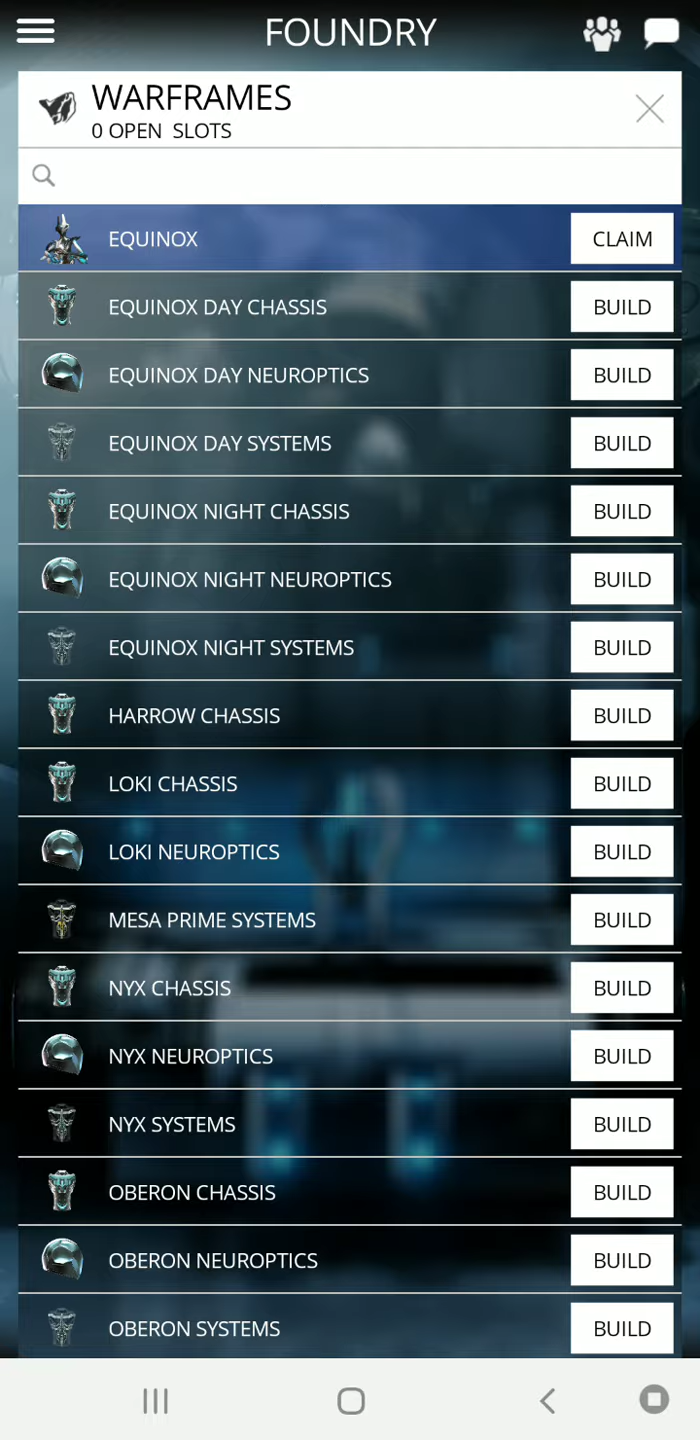 FOUNDRY
WARFRAMES
0 OPEN SLOTS
EQUINOX CLAIM
EQUINOX DAY CHASSIS BUILD
EQUINOX DAY NEUROPTICS BUILD
EQUINOX DAY SYSTEMS BUILD
EQUINOX NIGHT CHASSIS BUILD
EQUINOX NIGHT NEUROPTICS BUILD
EQUINOX NIGHT SYSTEMS BUILD
HARROW CHASSIS BUILD
LOKI CHASSIS BUILD
LOKI NEUROPTICS BUILD
MESA PRIME SYSTEMS BUILD
NYX CHASSIS BUILD
NYX NEUROPTICS BUILD
NYX SYSTEMS BUILD
OBERON CHASSIS BUILD
OBERON NEUROPTICS BUILD
OBERON SYSTEMS BUILD